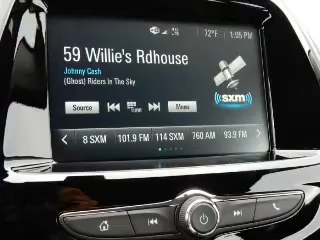 72°F 1:05 PM
59 Willie's Rdhouse
Johnny Cash
(Ghost) Riders In The Sky
Source Menu
sxm
8 SXM 101.9 FM 114 SXM 760 AM 93.9 FM